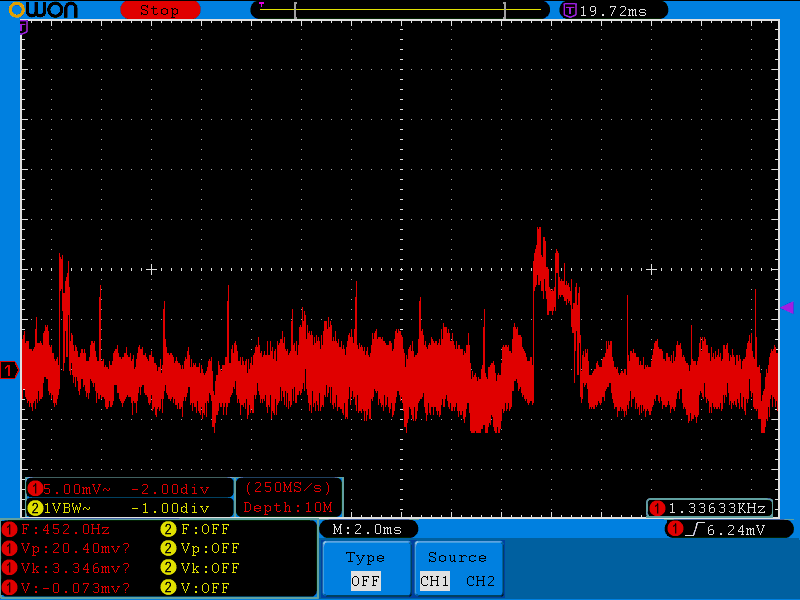 OWON Stop T 19.72ms
1
1 5.00mV~ -2.00div (250MS/s)
2 1VBW~ -1.00div Depth:10M 1 1.33633KHz
1 F:452.0Hz 2 F:OFF M:2.0ms 1 6.24mV
1 Vp:20.40mv? 2 Vp:OFF Type Source
1 Vk:3.346mv? 2 Vk:OFF OFF CH1 CH2
1 V:-0.073mv? 2 V:OFF